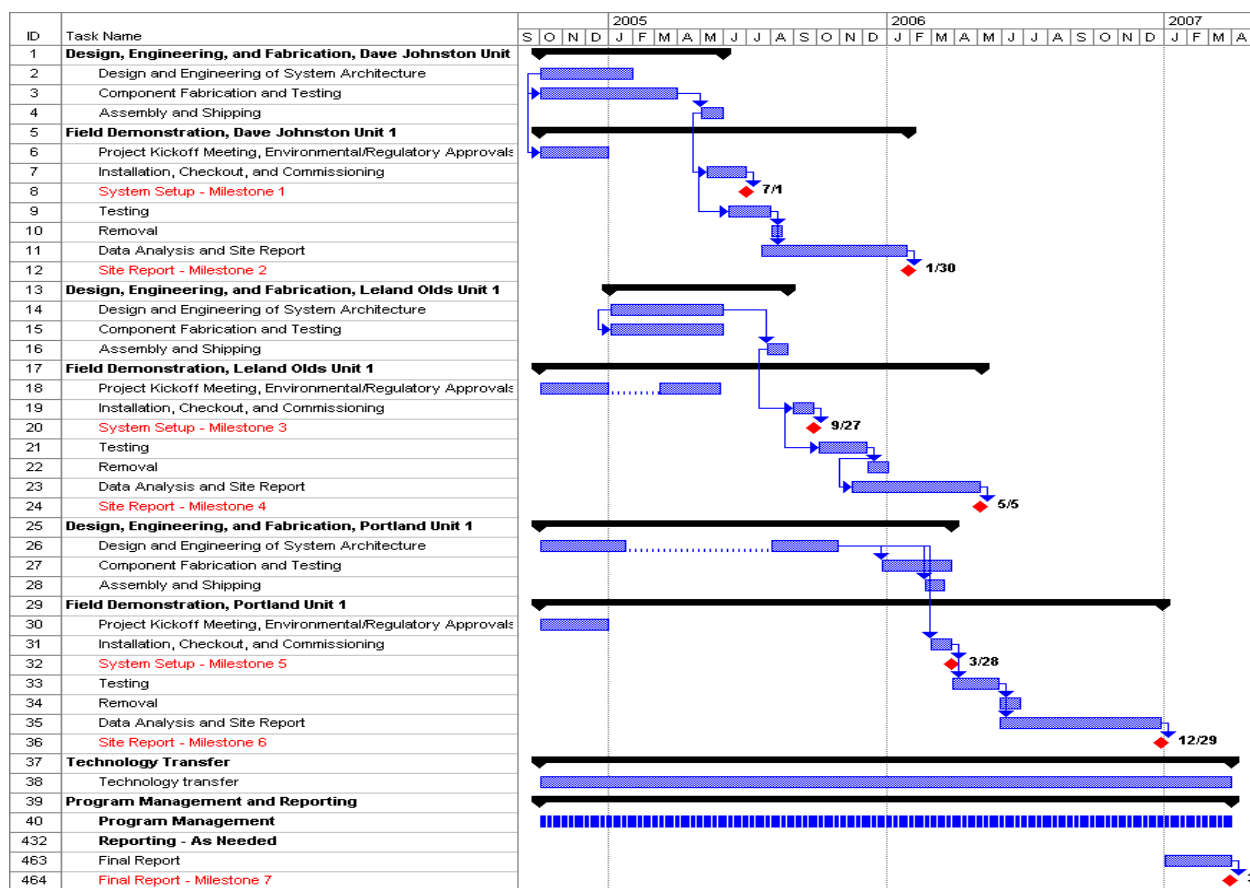 2005 2006 2007
ID Task Name S O N D J F M A M J J A S O N D J F M A M J J A S O N D J F M A
1 Design, Engineering, and Fabrication, Dave Johnston Unit
2 Design and Engineering of System Architecture
3 Component Fabrication and Testing
4 Assembly and Shipping
5 Field Demonstration, Dave Johnston Unit 1
6 Project Kickoff Meeting, Environmental/Regulatory Approvals
7 Installation, Checkout, and Commissioning
8 System Setup - Milestone 1 7/1
9 Testing
10 Removal
11 Data Analysis and Site Report
12 Site Report - Milestone 2 1/30
13 Design, Engineering, and Fabrication, Leland Olds Unit 1
14 Design and Engineering of System Architecture
15 Component Fabrication and Testing
16 Assembly and Shipping
17 Field Demonstration, Leland Olds Unit 1
18 Project Kickoff Meeting, Environmental/Regulatory Approvals
19 Installation, Checkout, and Commissioning
20 System Setup - Milestone 3 9/27
21 Testing
22 Removal
23 Data Analysis and Site Report
24 Site Report - Milestone 4 5/5
25 Design, Engineering, and Fabrication, Portland Unit 1
26 Design and Engineering of System Architecture
27 Component Fabrication and Testing
28 Assembly and Shipping
29 Field Demonstration, Portland Unit 1
30 Project Kickoff Meeting, Environmental/Regulatory Approvals
31 Installation, Checkout, and Commissioning
32 System Setup - Milestone 5 3/28
33 Testing
34 Removal
35 Data Analysis and Site Report
36 Site Report - Milestone 6 12/29
37 Technology Transfer
38 Technology transfer
39 Program Management and Reporting
40 Program Management
432 Reporting - As Needed
463 Final Report
464 Final Report - Milestone 7